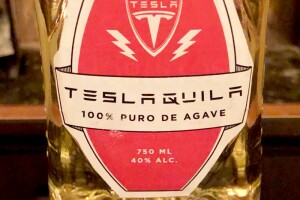 TESLA
TESLAQUILA
100% PURO DE AGAVE
750 ML
40% ALC.